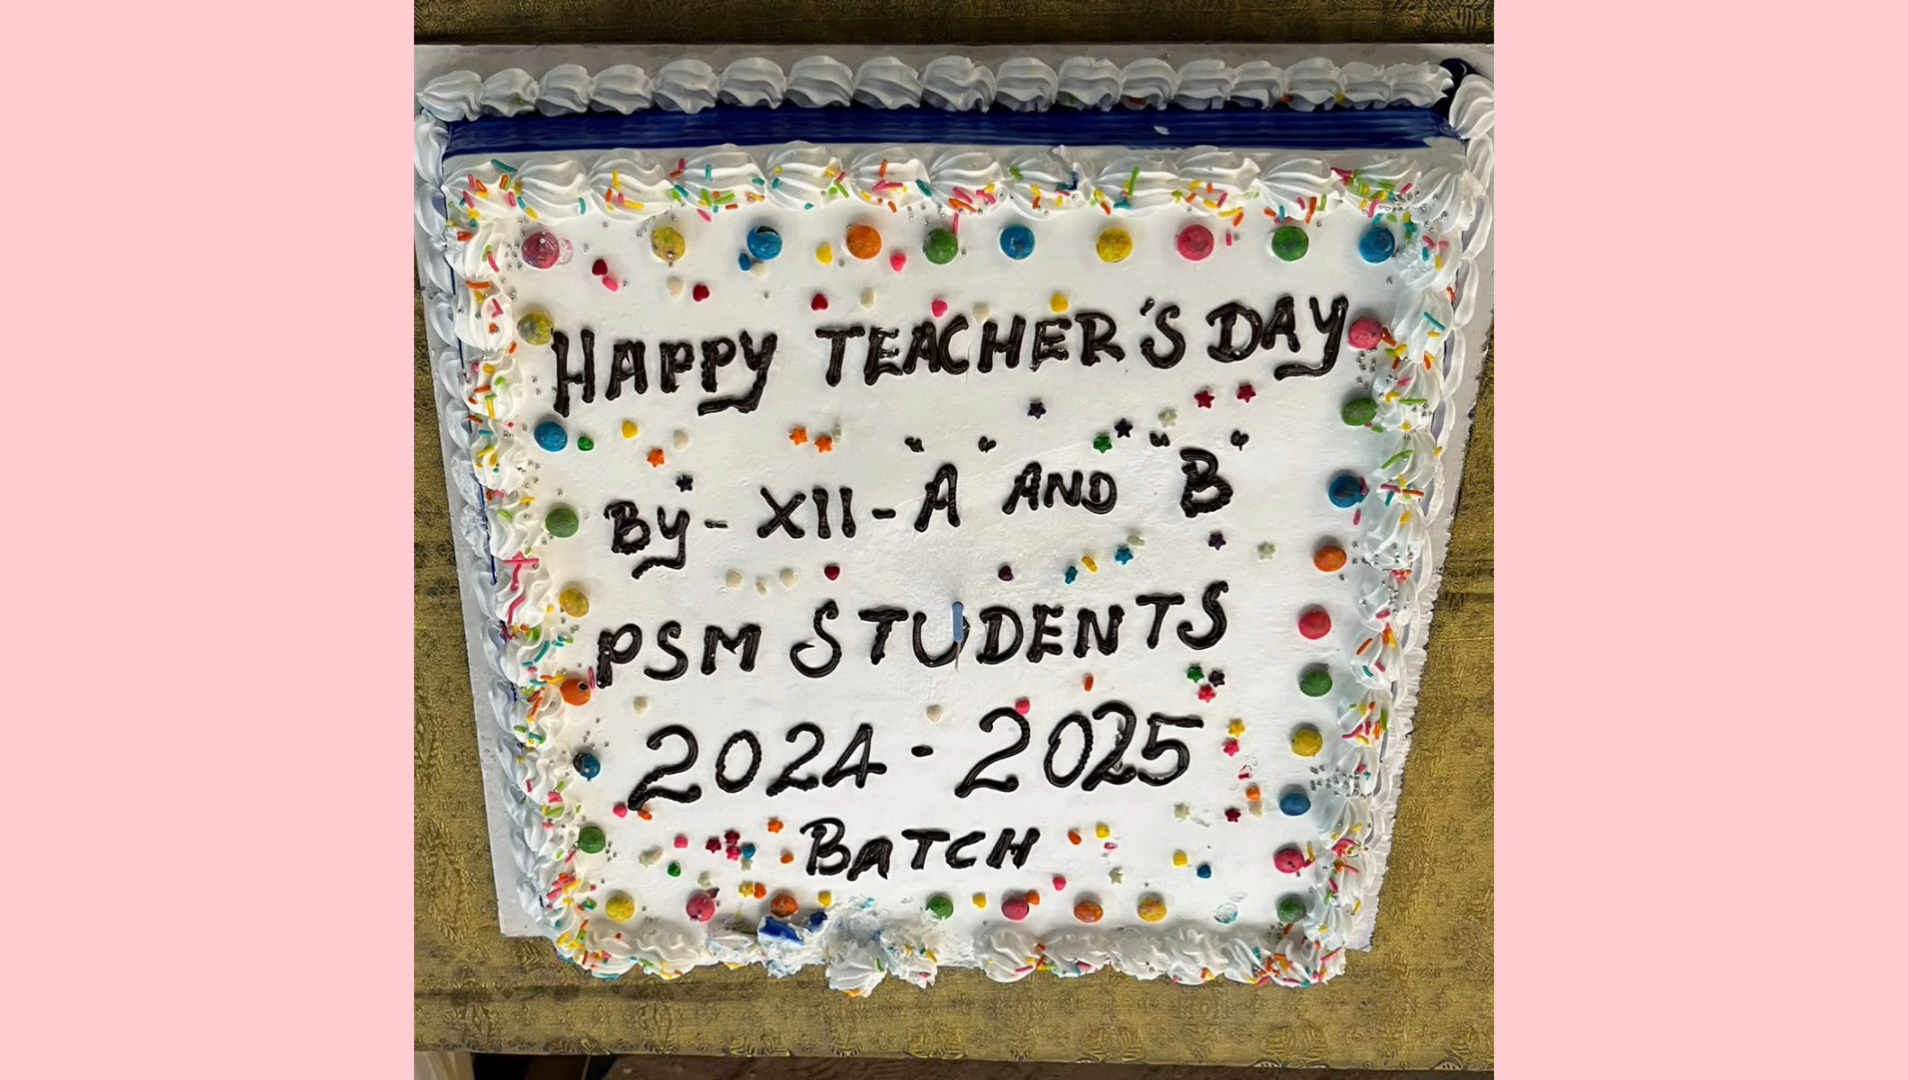 HAPPY TEACHER'S DAY
BY - XII - "A" AND "B"
PSM STUDENTS
2024 - 2025
BATCH